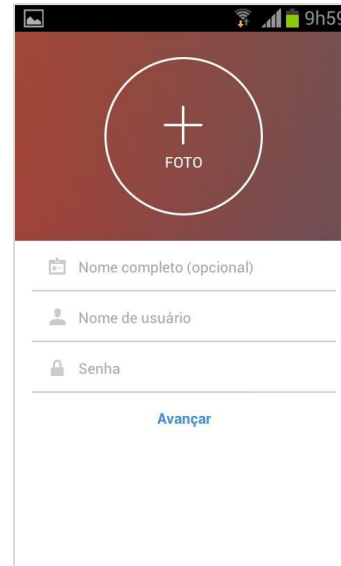 9h59
FOTO
Nome completo (opcional)
Nome de usuário
Senha
Avançar